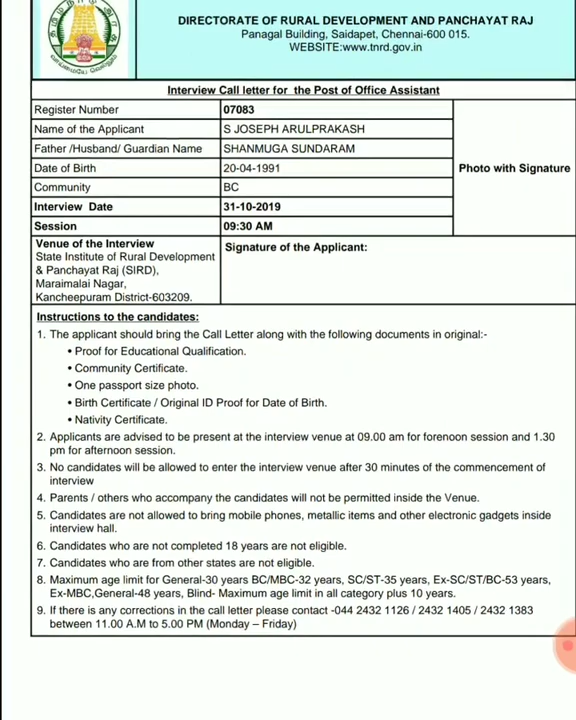 DIRECTORATE OF RURAL DEVELOPMENT AND PANCHAYAT RAJ
Panagal Building, Saidapet, Chennai-600 015.
WEBSITE:www.tnrd.gov.in
Interview Call letter for the Post of Office Assistant
Register Number 07083
Name of the Applicant S JOSEPH ARULPRAKASH
Father /Husband/ Guardian Name SHANMUGA SUNDARAM
Date of Birth 20-04-1991
Photo with Signature
Community BC
Interview Date 31-10-2019
Session 09:30 AM
Venue of the Interview
State Institute of Rural Development
& Panchayat Raj (SIRD),
Maraimalai Nagar,
Kancheepuram District-603209.
Signature of the Applicant:
Instructions to the candidates:
1. The applicant should bring the Call Letter along with the following documents in original:-
• Proof for Educational Qualification.
• Community Certificate.
• One passport size photo.
• Birth Certificate / Original ID Proof for Date of Birth.
• Nativity Certificate.
2. Applicants are advised to be present at the interview venue at 09.00 am for forenoon session and 1.30
pm for afternoon session.
3. No candidates will be allowed to enter the interview venue after 30 minutes of the commencement of
interview
4. Parents / others who accompany the candidates will not be permitted inside the Venue.
5. Candidates are not allowed to bring mobile phones, metallic items and other electronic gadgets inside
interview hall.
6. Candidates who are not completed 18 years are not eligible.
7. Candidates who are from other states are not eligible.
8. Maximum age limit for General-30 years BC/MBC-32 years, SC/ST-35 years, Ex-SC/ST/BC-53 years,
Ex-MBC,General-48 years, Blind- Maximum age limit in all category plus 10 years.
9. If there is any corrections in the call letter please contact -044 2432 1126 / 2432 1405 / 2432 1383
between 11.00 A.M to 5.00 PM (Monday – Friday)